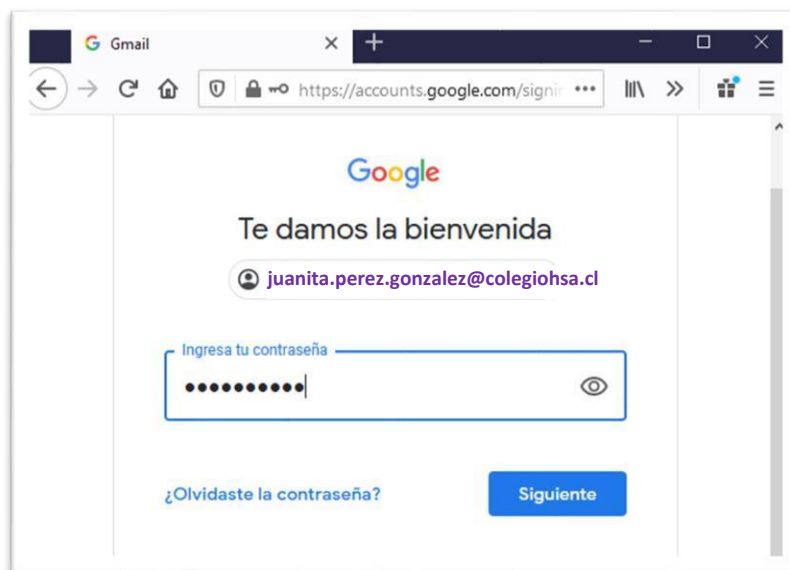 Gmail
https://accounts.google.com/signin
Google
Te damos la bienvenida
juanita.perez.gonzalez@colegiohsa.cl
Ingresa tu contraseña
••••••••••
¿Olvidaste la contraseña?
Siguiente